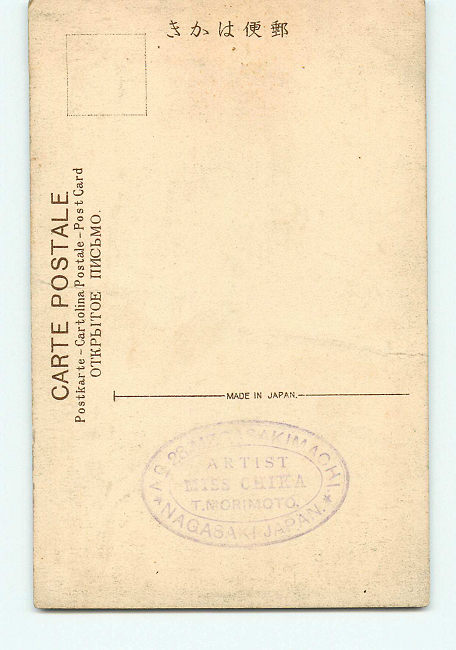 郵便はかき
CARTE POSTALE.
Postkarte – Cartolina Postale – Post Card
ОТКРЫТОЕ ПИСЬМО.
MADE IN JAPAN.
ARTIST
MISS CHIKA
T.MORIMOTO.
NAGASAKI JAPAN.